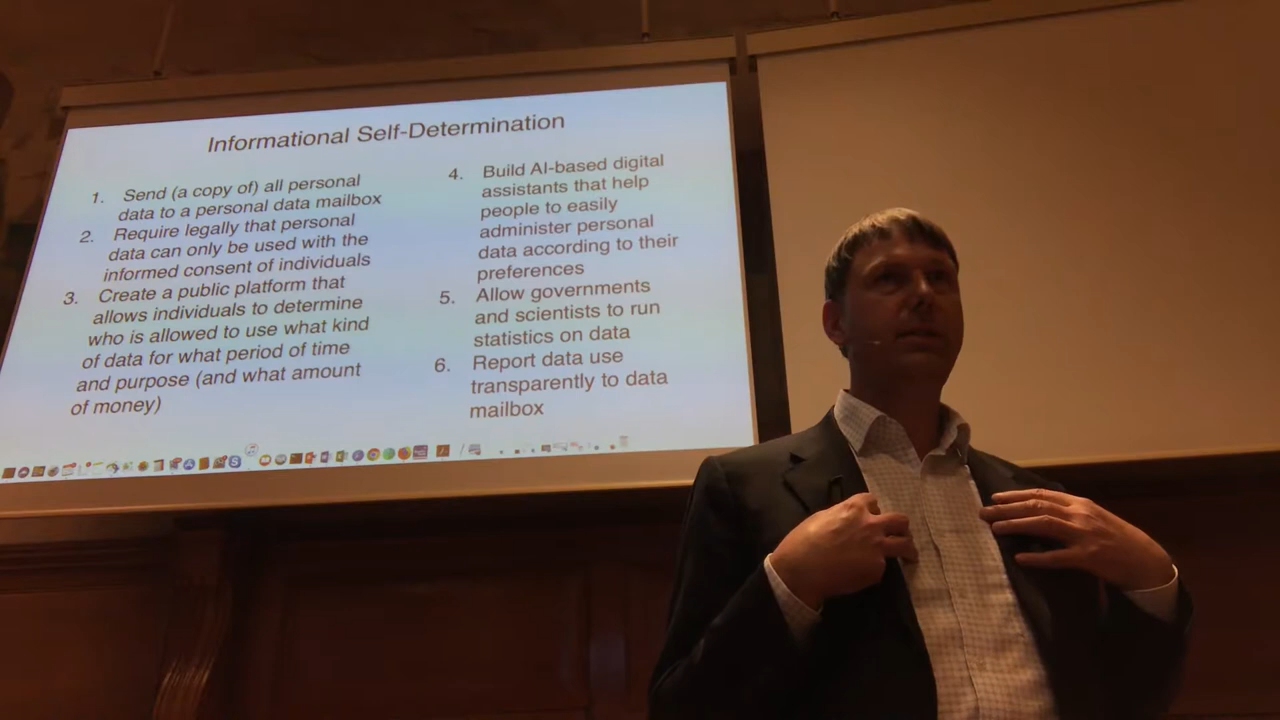 Informational Self-Determination
1. Send (a copy of) all personal
data to a personal data mailbox
2. Require legally that personal
data can only be used with the
informed consent of individuals
3. Create a public platform that
allows individuals to determine
who is allowed to use what kind
of data for what period of time
and purpose (and what amount
of money)
4. Build AI-based digital
assistants that help
people to easily
administer personal
data according to their
preferences
5. Allow governments
and scientists to run
statistics on data
6. Report data use
transparently to data
mailbox